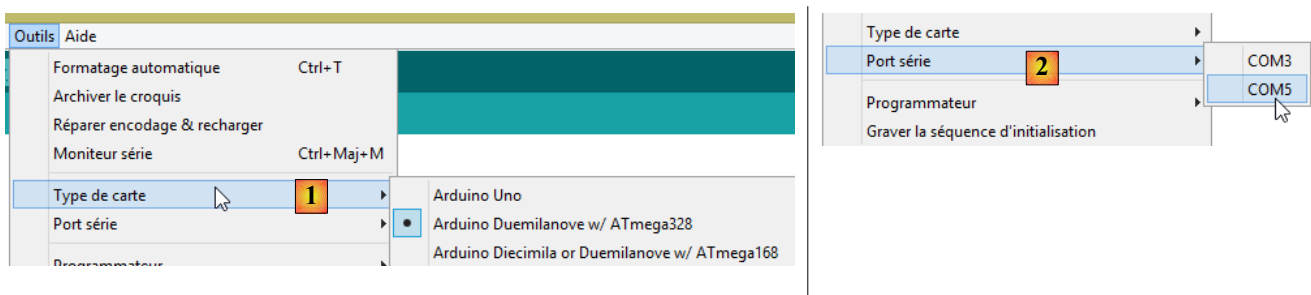 Outils Aide
Formatage automatique Ctrl+T
Archiver le croquis
Réparer encodage & recharger
Moniteur série Ctrl+Maj+M
Type de carte 1
Arduino Uno
Port série
Arduino Duemilanove w/ ATmega328
Arduino Diecimila or Duemilanove w/ ATmega168
Programmateur
Type de carte
Port série 2
COM3
COM5
Programmateur
Graver la séquence d'initialisation